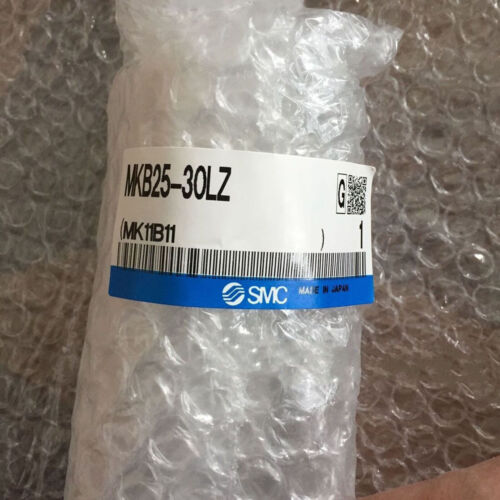 MKB25-30LZ
G
(MK11B11 ) 1
SMC MADE IN JAPAN